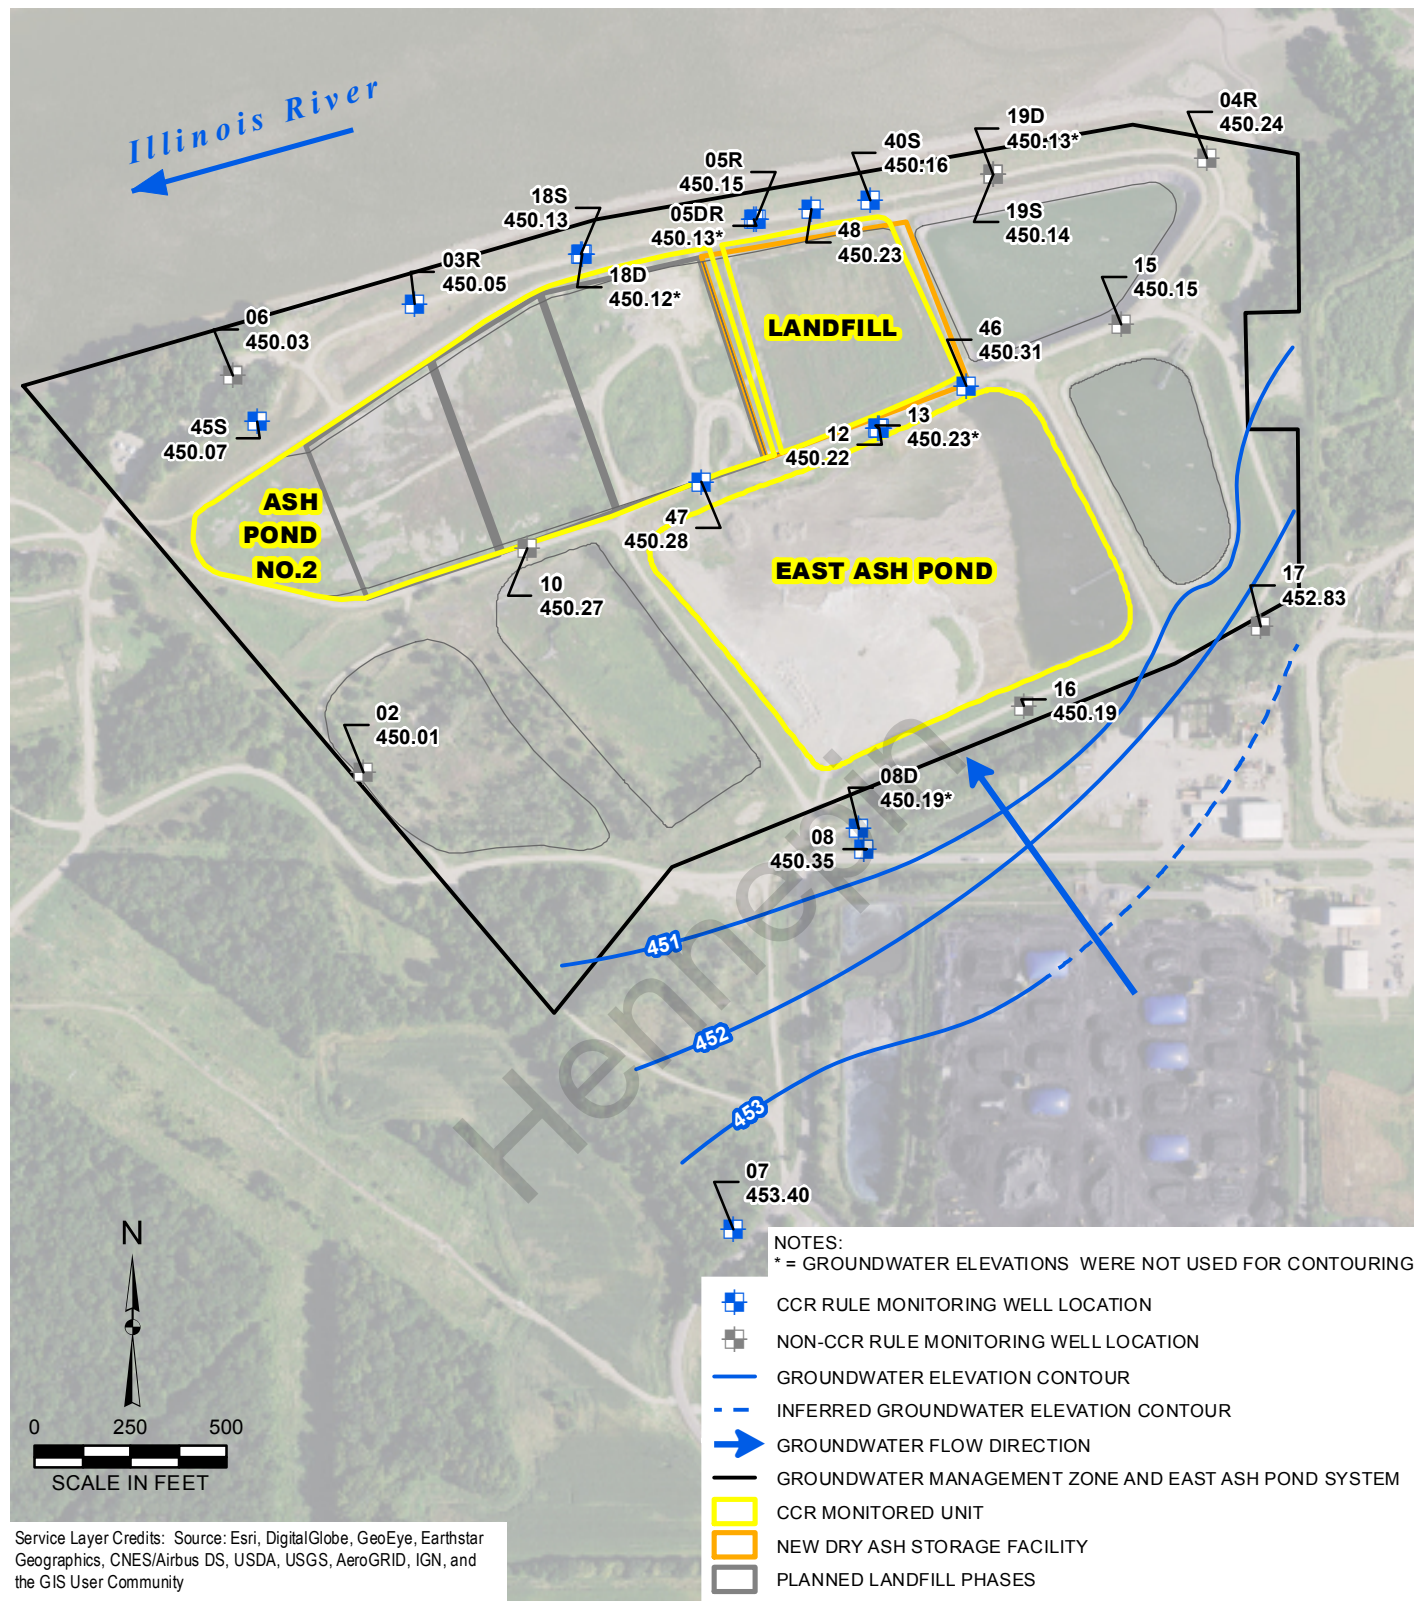 Illinois River
04R
450.24
19D
450.13*
40S
450.16
05R
450.15
05DR
450.13*
18S
450.13
19S
450.14
48
450.23
03R
450.05
18D
450.12*
15
450.15
06
450.03
LANDFILL
46
450.31
45S
450.07
13
450.23*
12
450.22
ASH
POND
NO.2
47
450.28
EAST ASH POND
10
450.27
17
452.83
16
450.19
02
450.01
08D
450.19*
08
450.35
451
452
453
Hennepin
07
453.40
N
0 250 500
SCALE IN FEET
NOTES:
* = GROUNDWATER ELEVATIONS WERE NOT USED FOR CONTOURING
CCR RULE MONITORING WELL LOCATION
NON-CCR RULE MONITORING WELL LOCATION
GROUNDWATER ELEVATION CONTOUR
INFERRED GROUNDWATER ELEVATION CONTOUR
GROUNDWATER FLOW DIRECTION
GROUNDWATER MANAGEMENT ZONE AND EAST ASH POND SYSTEM
CCR MONITORED UNIT
NEW DRY ASH STORAGE FACILITY
PLANNED LANDFILL PHASES
Service Layer Credits: Source: Esri, DigitalGlobe, GeoEye, Earthstar
Geographics, CNES/Airbus DS, USDA, USGS, AeroGRID, IGN, and
the GIS User Community